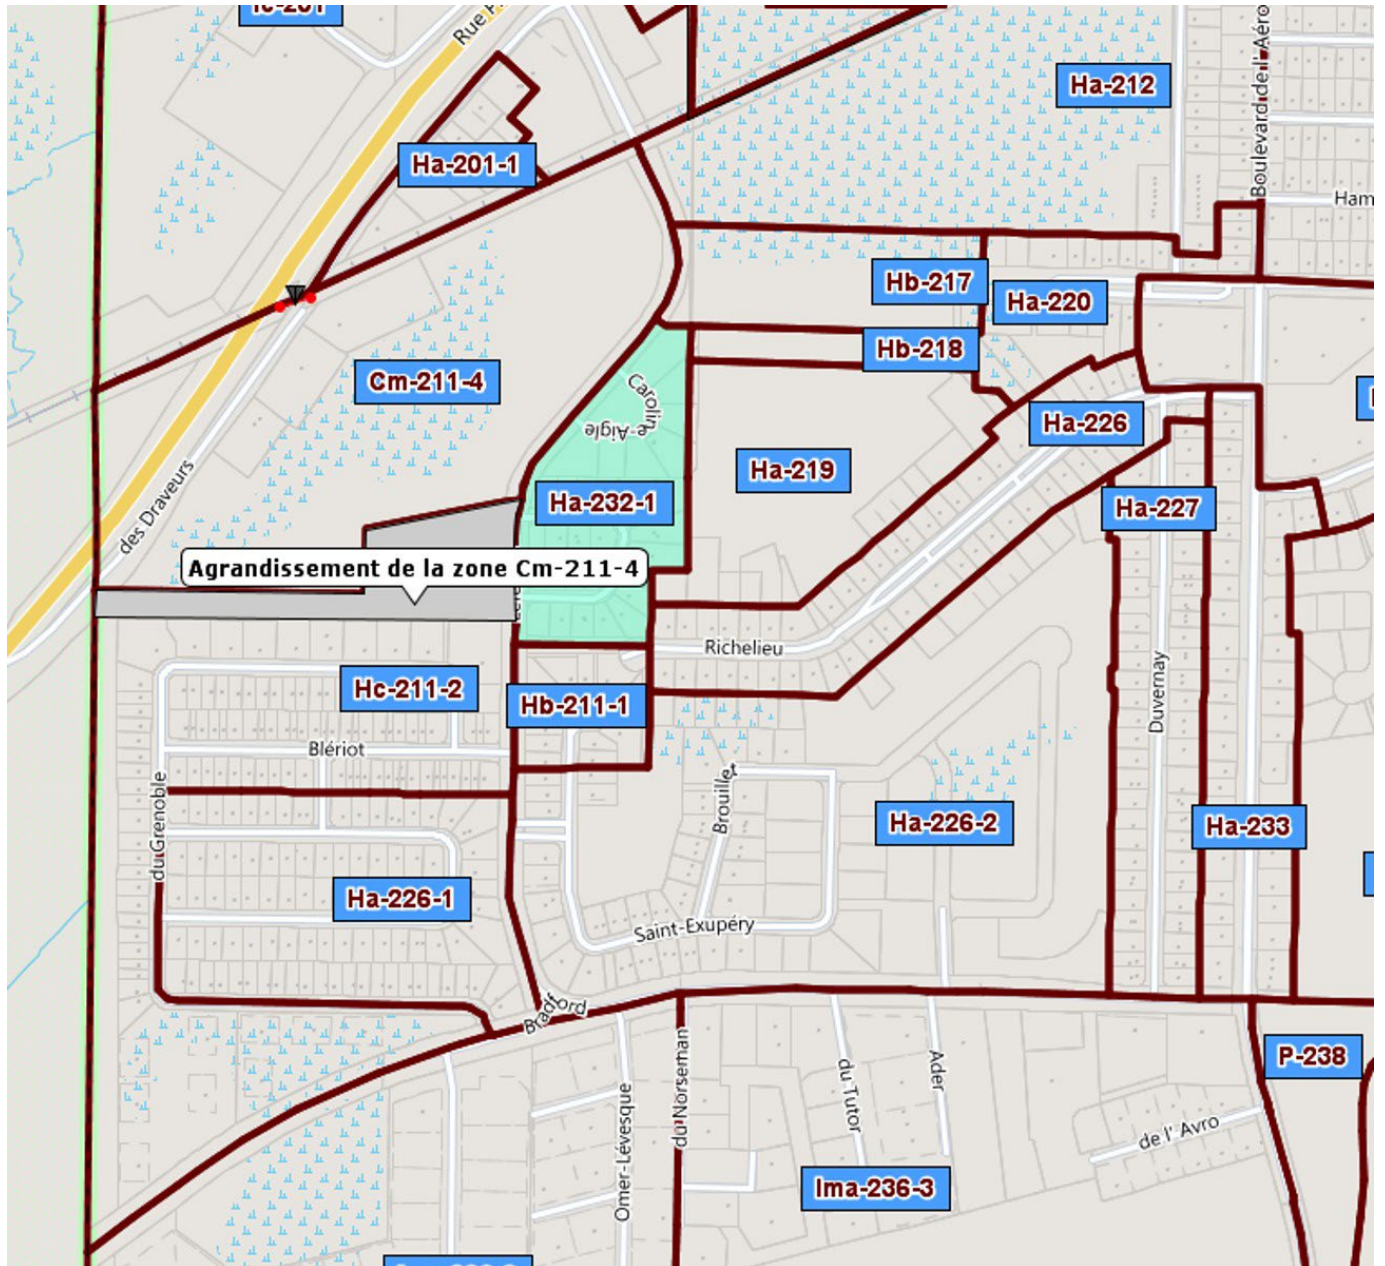 Rue
Ha-212
Boulevard de l'Aéro
Ha-201-1
Ham
Hb-217
Ha-220
Hb-218
Cm-211-4
Caroline-Aigle
Ha-226
Ha-219
des Draveurs
Ha-232-1
Ha-227
Agrandissement de la zone Cm-211-4
Richelieu
Hc-211-2
Hb-211-1
Duvernay
Blériot
Brouillet
du Grenoble
Ha-226-2
Ha-233
Ha-226-1
Saint-Exupéry
Bradford
du Norseman
P-238
du Tutor
Ader
Omer-Lévesque
de l' Avro
Ima-236-3